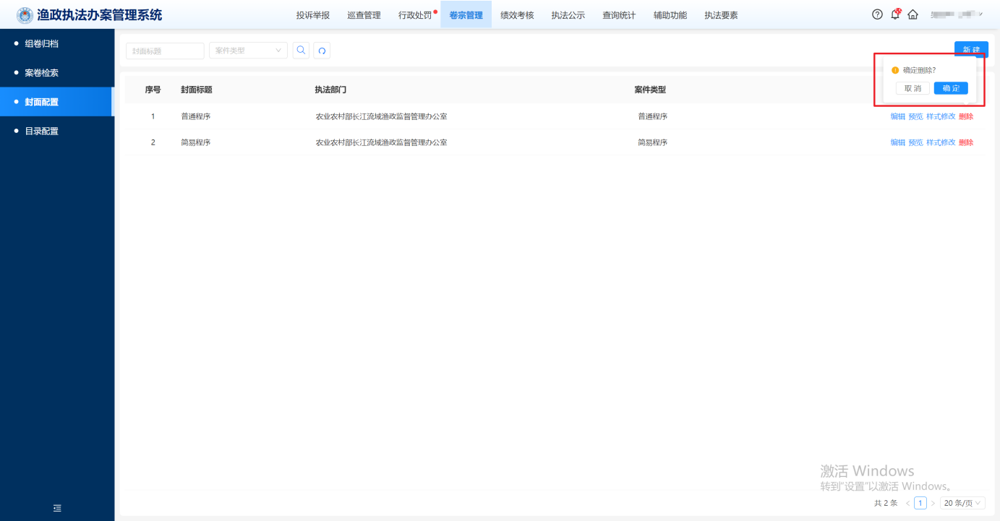 渔政执法办案管理系统
投诉举报 巡查管理 行政处罚 卷宗管理 绩效考核 执法公示 查询统计 辅助功能 执法要素
组卷归档
案卷检索
封面配置
目录配置
封面标题 案件类型
新 建
确定删除?
取 消 确 定
序号 封面标题 执法部门 案件类型
1 普通程序 农业农村部长江流域渔政监督管理办公室 普通程序 编辑 预览 样式修改 删除
2 简易程序 农业农村部长江流域渔政监督管理办公室 简易程序 编辑 预览 样式修改 删除
激活 Windows
转到"设置"以激活 Windows。
共 2 条 < 1 > 20 条/页